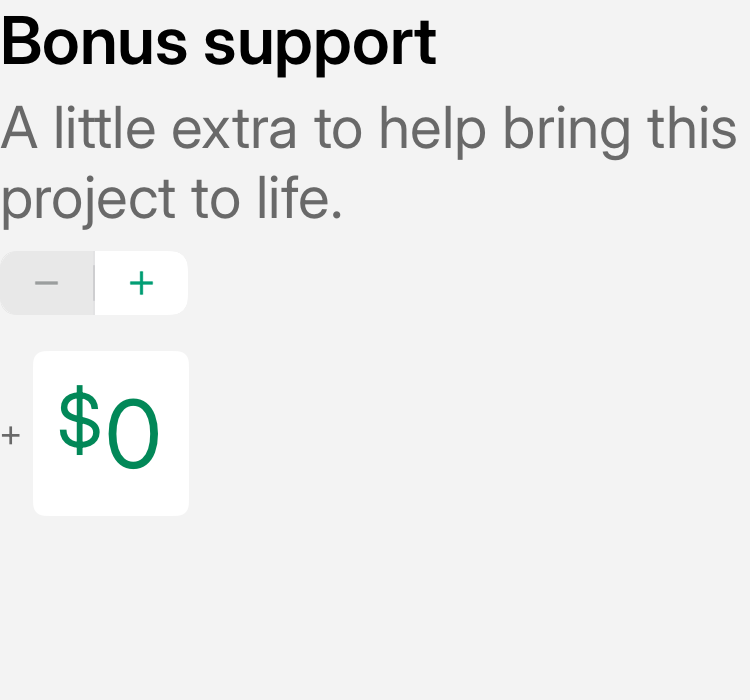 Bonus support
A little extra to help bring this
project to life.
− +
+ $0